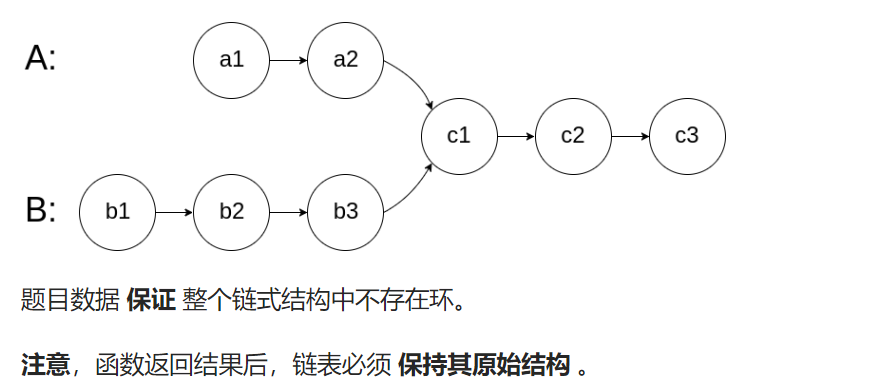 A:
a1
a2
c1
c2
c3
B:
b1
b2
b3
题目数据 保证 整个链式结构中不存在环。
注意，函数返回结果后，链表必须 保持其原始结构 。